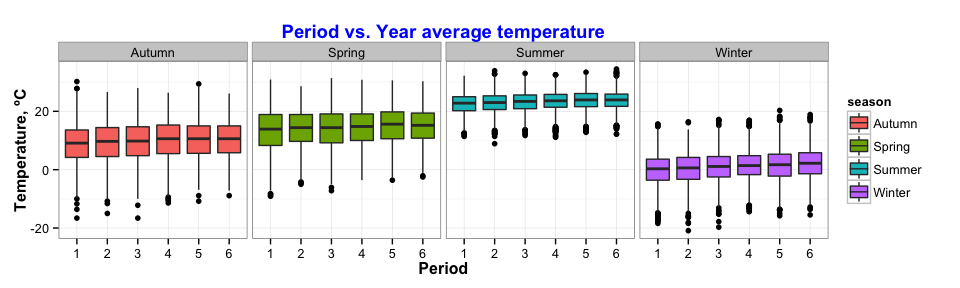 Period vs. Year average temperature
Autumn Spring Summer Winter
Temperature, ºC
20
0
-20
1 2 3 4 5 6 1 2 3 4 5 6 1 2 3 4 5 6 1 2 3 4 5 6
Period
season
Autumn
Spring
Summer
Winter